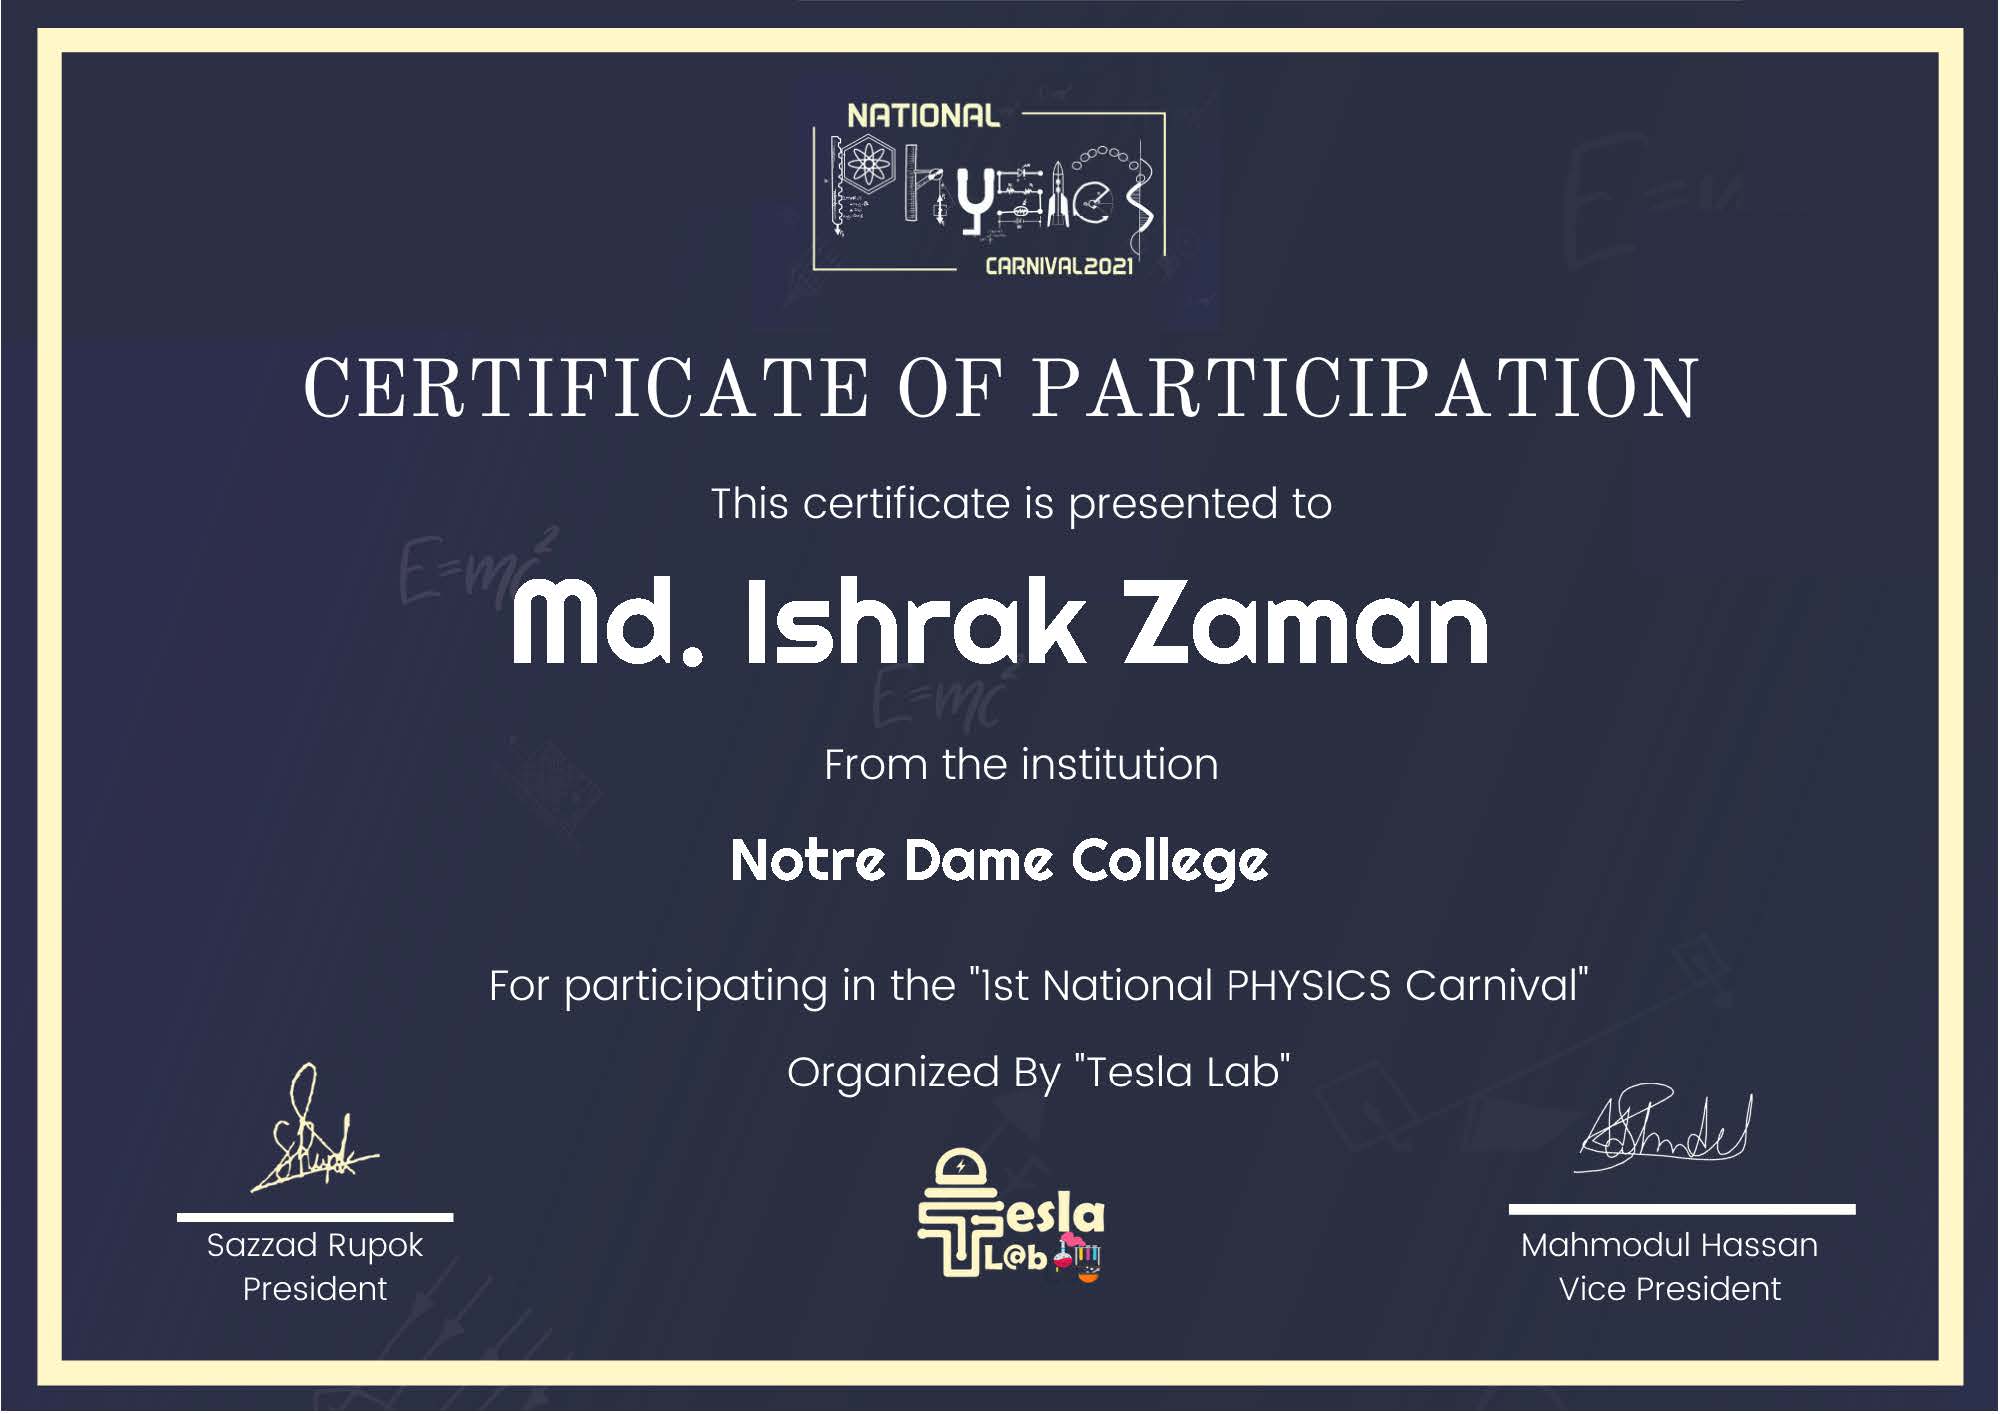 NATIONAL
Physics
CARNIVAL2021
CERTIFICATE OF PARTICIPATION
This certificate is presented to
E=mc²
Md. Ishrak Zaman
E=mc²
From the institution
Notre Dame College
For participating in the "1st National PHYSICS Carnival"
Organized By "Tesla Lab"
Tesla
L@b
Sazzad Rupok
President
Mahmodul Hassan
Vice President